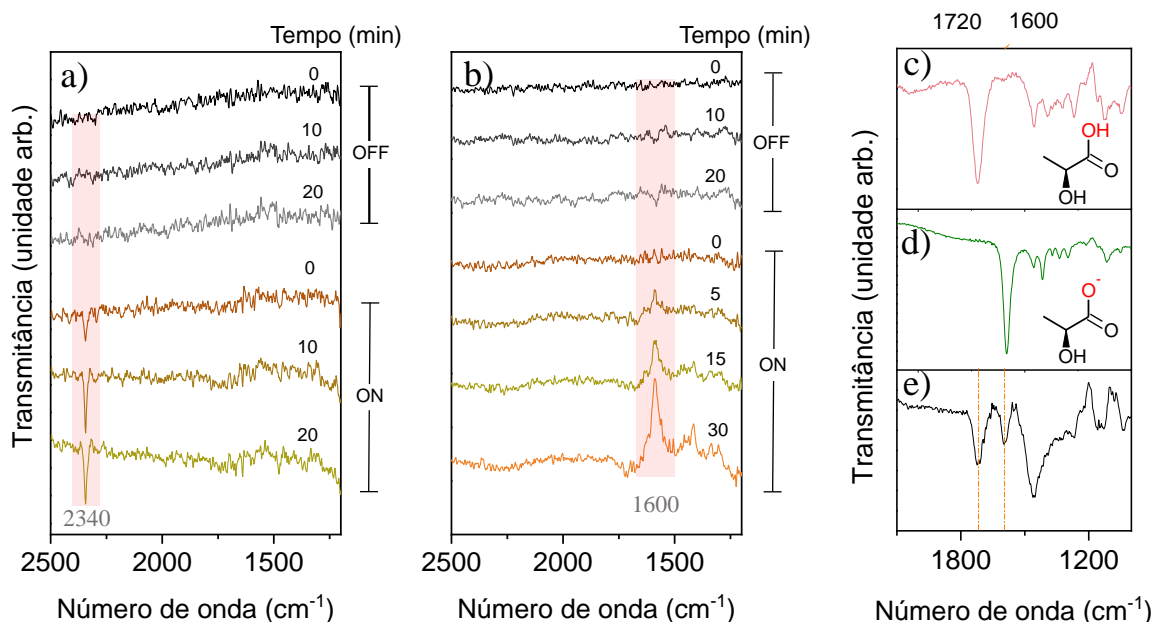 Tempo (min)
a)
0
10
20
OFF
0
10
20
ON
2340
2500
2000
1500
Número de onda (cm⁻¹)
Transmitância (unidade arb.)
Tempo (min)
b)
0
10
20
OFF
0
5
15
30
ON
1600
2500
2000
1500
Número de onda (cm⁻¹)
1720
1600
c)
OH
O
OH
d)
O⁻
O
OH
e)
1800
1200
Número de onda (cm⁻¹)
Transmitância (unidade arb.)